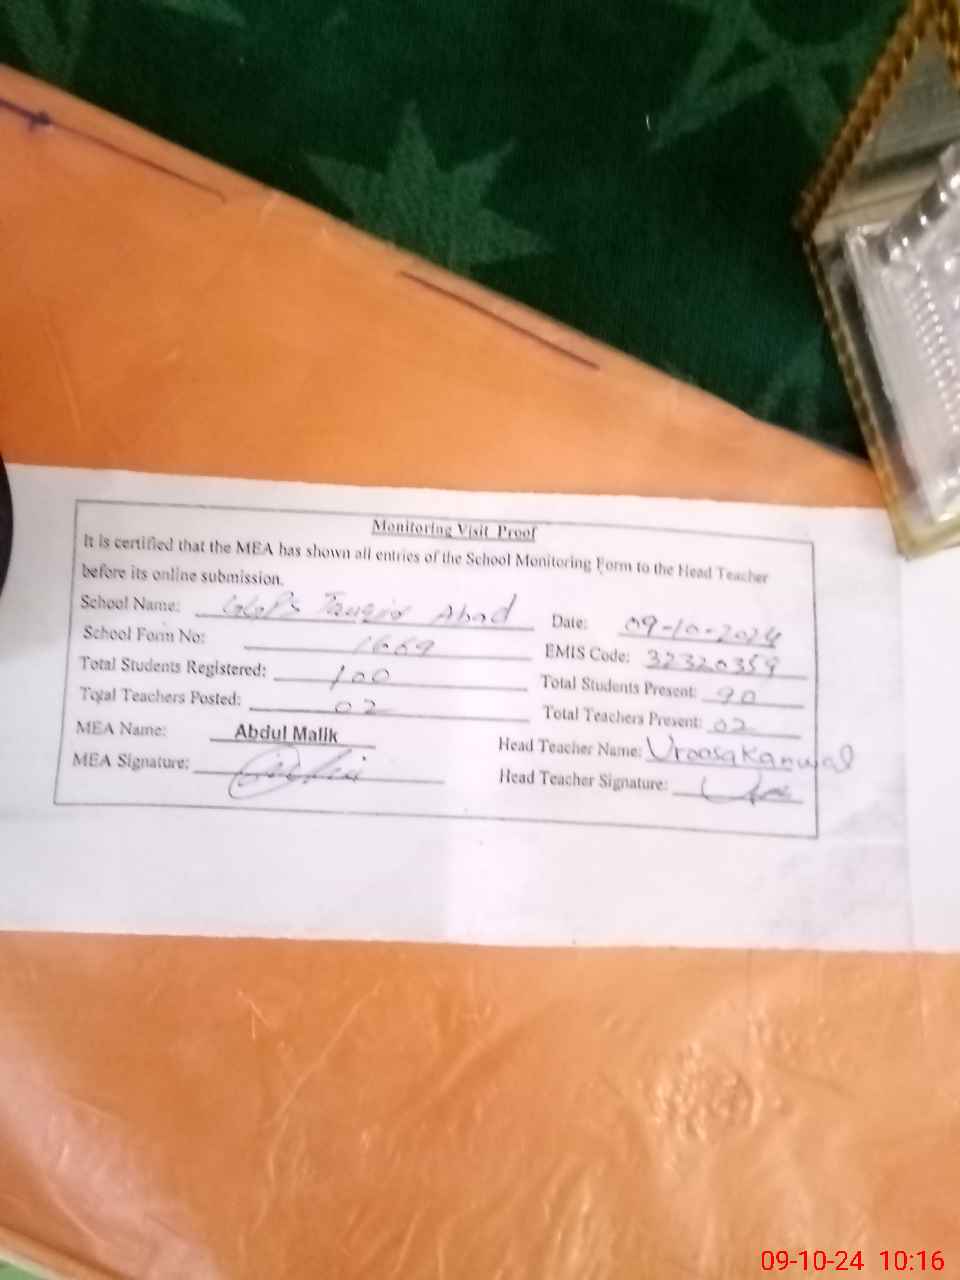 Monitoring Visit Proof
It is certified that the MEA has shown all entries of the School Monitoring Form to the Head Teacher
before its online submission.
School Name: GGPS Tauqir Abad Date: 09-10-2024
School Form No: 1669 EMIS Code: 32320359
Total Students Registered: 100 Total Students Present: 90
Total Teachers Posted: 02 Total Teachers Present: 02
MEA Name: Abdul Malik Head Teacher Name: Uroosa Kanwal
MEA Signature: Head Teacher Signature:
09-10-24 10:16